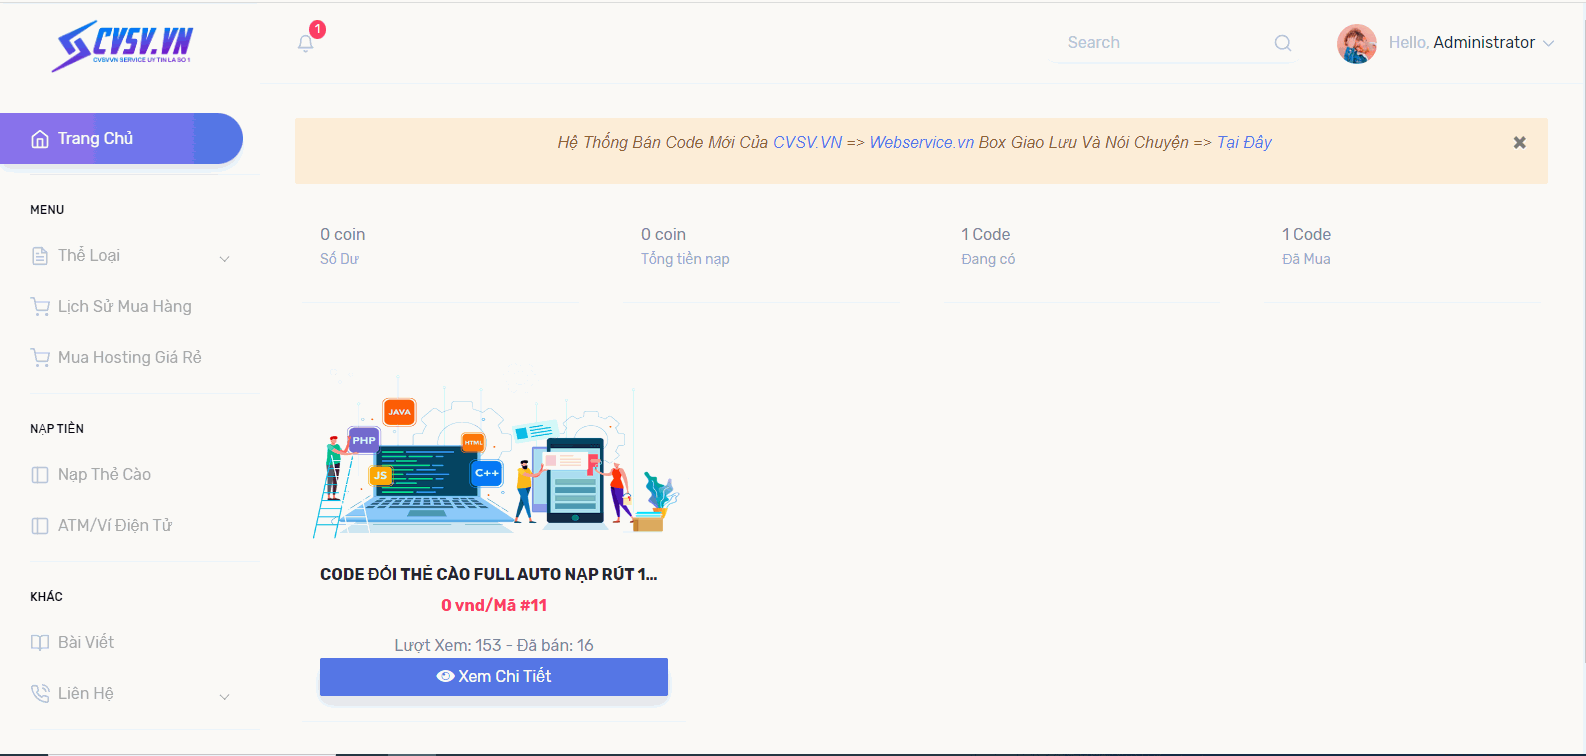 CVSV.VN
CVSV.VN SERVICE UY TIN LA SO 1
1
Search
Hello, Administrator
Trang Chủ
Hệ Thống Bán Code Mới Của CVSV.VN => Webservice.vn Box Giao Lưu Và Nói Chuyện => Tại Đây
MENU
Thể Loại
Lịch Sử Mua Hàng
Mua Hosting Giá Rẻ
NẠP TIỀN
Nạp Thẻ Cào
ATM/Ví Điện Tử
KHÁC
Bài Viết
Liên Hệ
0 coin
Số Dư
0 coin
Tổng tiền nạp
1 Code
Đang có
1 Code
Đã Mua
JAVA
PHP
HTML
JS
C++
CODE ĐỔI THẺ CÀO FULL AUTO NẠP RÚT 1...
0 vnd/Mã #11
Lượt Xem: 153 - Đã bán: 16
Xem Chi Tiết